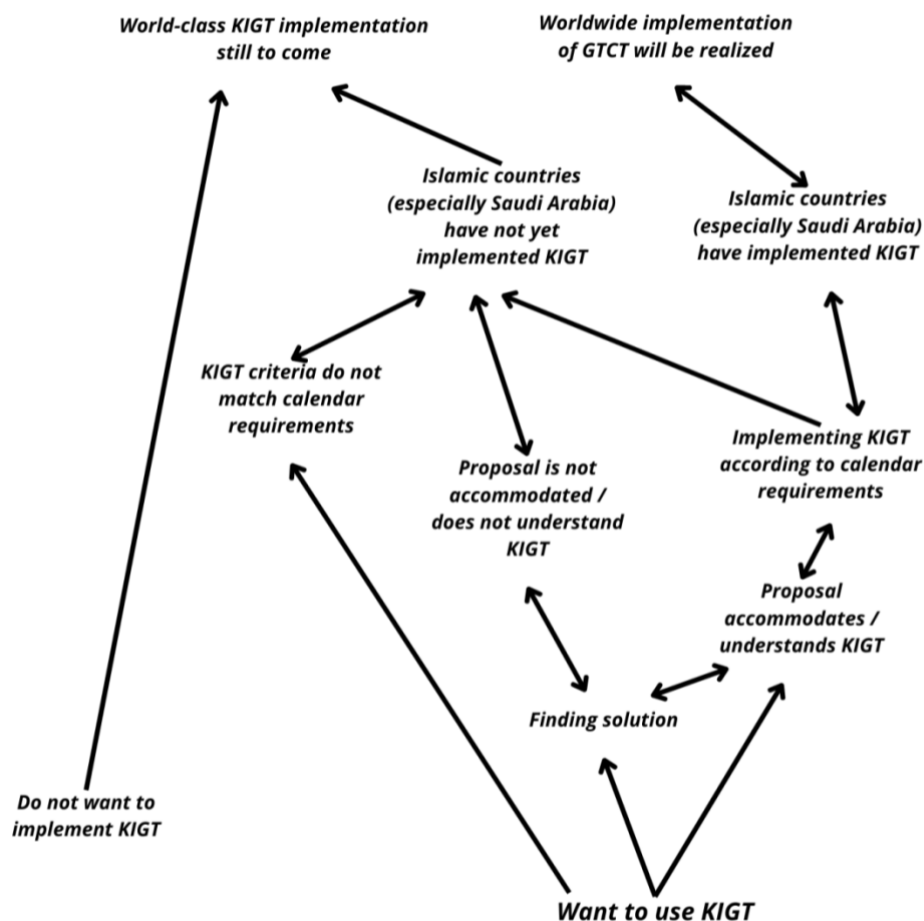 World-class KIGT implementation
still to come
Worldwide implementation
of GTCT will be realized
Islamic countries
(especially Saudi Arabia)
have not yet
implemented KIGT
Islamic countries
(especially Saudi Arabia)
have implemented KIGT
KIGT criteria do not
match calendar
requirements
Implementing KIGT
according to calendar
requirements
Proposal is not
accommodated /
does not understand
KIGT
Proposal
accommodates /
understands KIGT
Finding solution
Do not want to
implement KIGT
Want to use KIGT